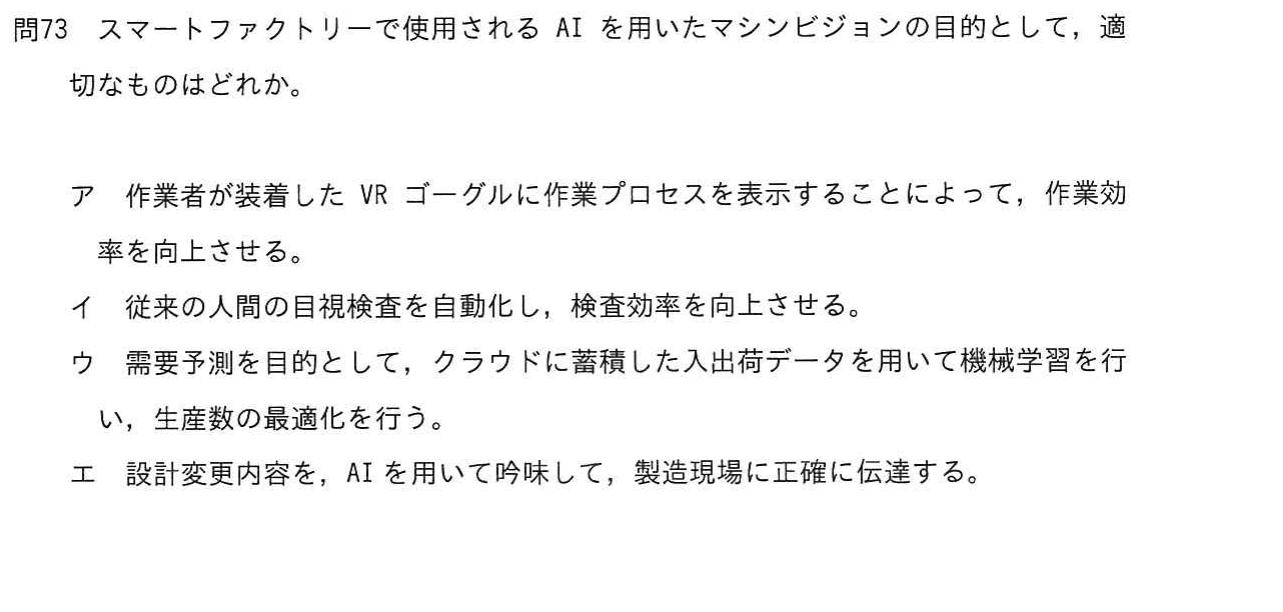 問73　スマートファクトリーで使用される AI を用いたマシンビジョンの目的として，適
切なものはどれか。
ア　作業者が装着した VR ゴーグルに作業プロセスを表示することによって，作業効
率を向上させる。
イ　従来の人間の目視検査を自動化し，検査効率を向上させる。
ウ　需要予測を目的として，クラウドに蓄積した入出荷データを用いて機械学習を行
い，生産数の最適化を行う。
エ　設計変更内容を，AI を用いて吟味して，製造現場に正確に伝達する。